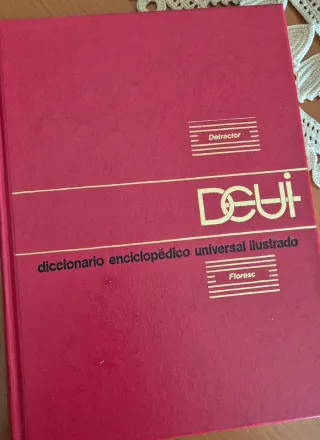 Detractor
DEUI
diccionario enciclopédico universal ilustrado
Floresc